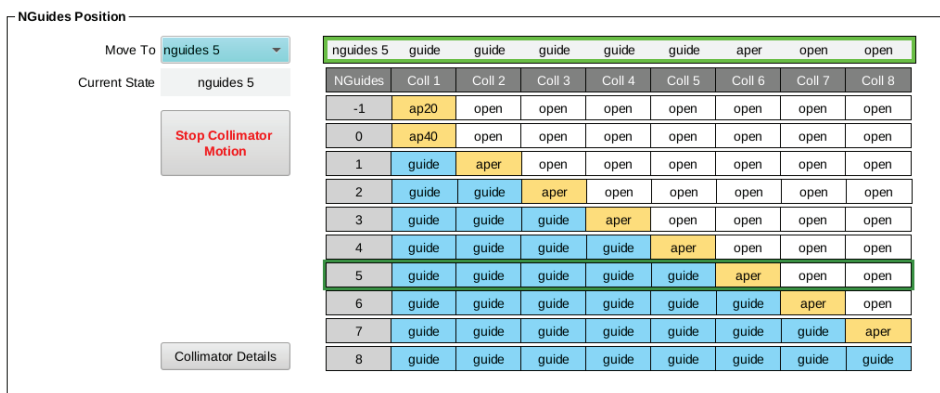 NGuides Position
Move To nguides 5
nguides 5 guide guide guide guide guide aper open open
Current State nguides 5
NGuides Coll 1 Coll 2 Coll 3 Coll 4 Coll 5 Coll 6 Coll 7 Coll 8
-1 ap20 open open open open open open open
Stop Collimator
Motion
0 ap40 open open open open open open open
1 guide aper open open open open open open
2 guide guide aper open open open open open
3 guide guide guide aper open open open open
4 guide guide guide guide aper open open open
5 guide guide guide guide guide aper open open
6 guide guide guide guide guide guide aper open
7 guide guide guide guide guide guide guide aper
Collimator Details
8 guide guide guide guide guide guide guide guide